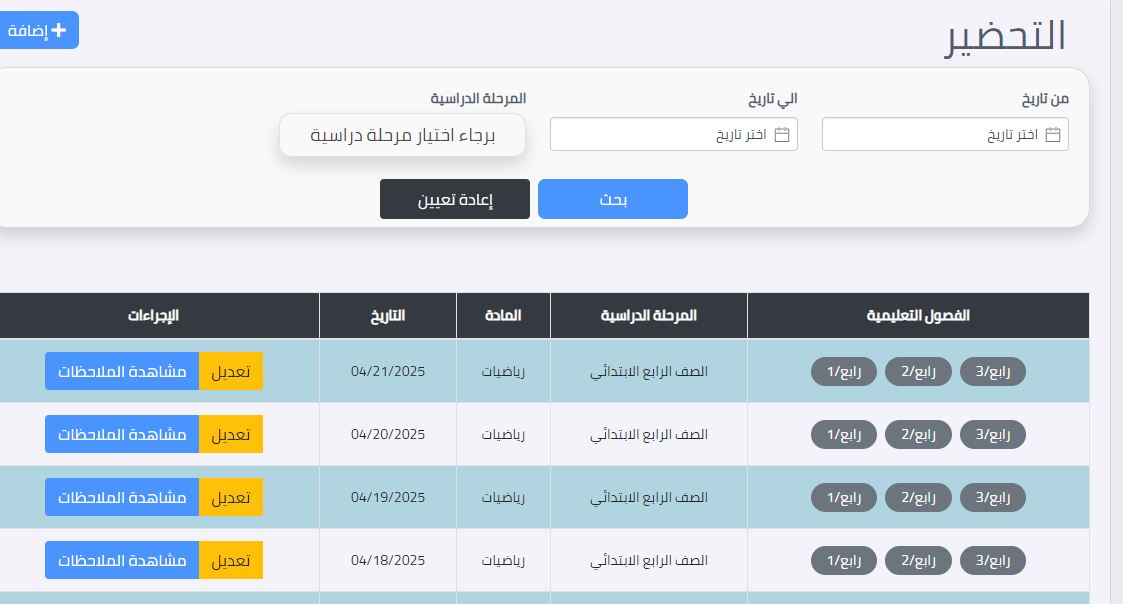 التحضير
إضافة
من تاريخ الي تاريخ المرحلة الدراسية
اختر تاريخ اختر تاريخ برجاء اختيار مرحلة دراسية
بحث إعادة تعيين
الفصول التعليمية المرحلة الدراسية المادة التاريخ الإجراءات
رابع/3 رابع/2 رابع/1 الصف الرابع الابتدائي رياضيات 04/21/2025 تعديل مشاهدة الملاحظات
رابع/3 رابع/2 رابع/1 الصف الرابع الابتدائي رياضيات 04/20/2025 تعديل مشاهدة الملاحظات
رابع/3 رابع/2 رابع/1 الصف الرابع الابتدائي رياضيات 04/19/2025 تعديل مشاهدة الملاحظات
رابع/3 رابع/2 رابع/1 الصف الرابع الابتدائي رياضيات 04/18/2025 تعديل مشاهدة الملاحظات